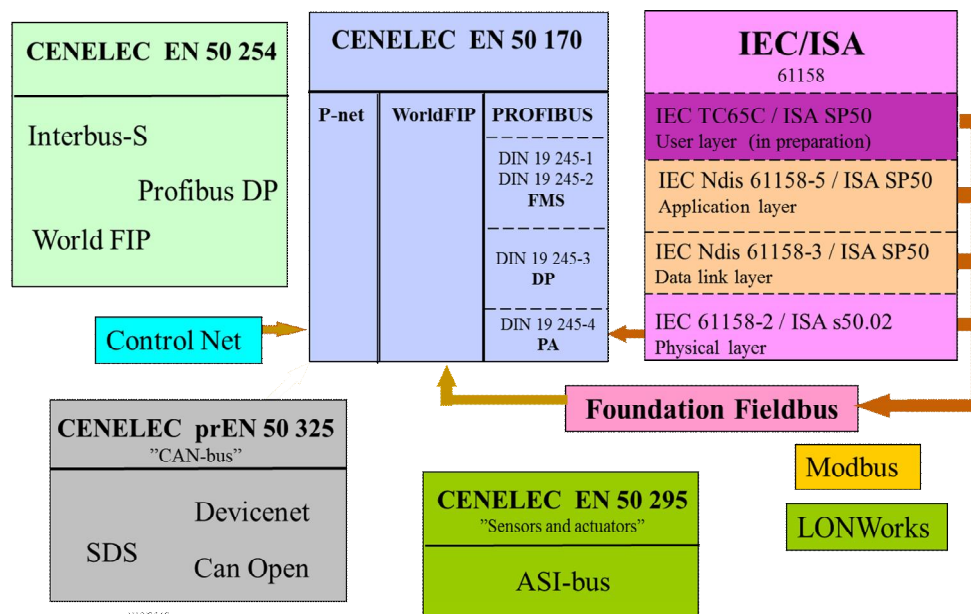 CENELEC EN 50 254
Interbus-S
Profibus DP
World FIP
CENELEC EN 50 170
P-net
WorldFIP
PROFIBUS
DIN 19 245-1
DIN 19 245-2
FMS
DIN 19 245-3
DP
DIN 19 245-4
PA
IEC/ISA
61158
IEC TC65C / ISA SP50
User layer (in preparation)
IEC Ndis 61158-5 / ISA SP50
Application layer
IEC Ndis 61158-3 / ISA SP50
Data link layer
IEC 61158-2 / ISA s50.02
Physical layer
Control Net
Foundation Fieldbus
CENELEC prEN 50 325
”CAN-bus”
Devicenet
SDS
Can Open
CENELEC EN 50 295
”Sensors and actuators”
ASI-bus
Modbus
LONWorks